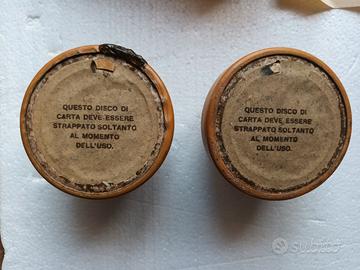 QUESTO DISCO DI
CARTA DEVE ESSERE
STRAPPATO SOLTANTO
AL MOMENTO
DELL'USO.
QUESTO DISCO DI
CARTA DEVE ESSERE
STRAPPATO SOLTANTO
AL MOMENTO
DELL'USO.
subito